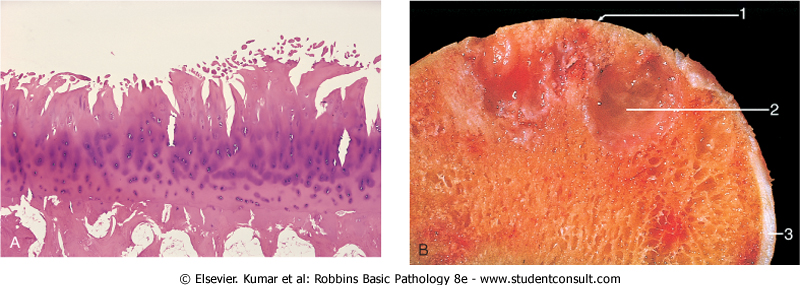 A
B
1
2
3
© Elsevier. Kumar et al: Robbins Basic Pathology 8e - www.studentconsult.com